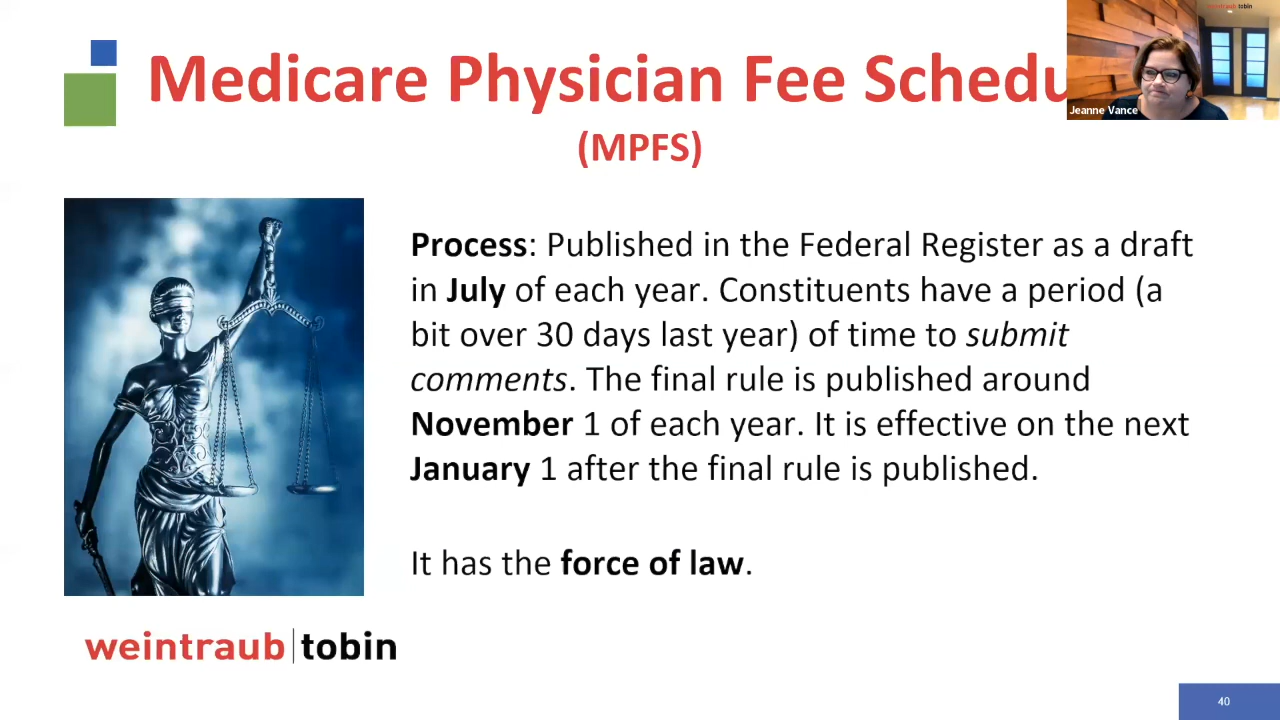 weintraub tobin
Medicare Physician Fee Schedu
Jeanne Vance
(MPFS)
Process: Published in the Federal Register as a draft
in July of each year. Constituents have a period (a
bit over 30 days last year) of time to submit
comments. The final rule is published around
November 1 of each year. It is effective on the next
January 1 after the final rule is published.
It has the force of law.
weintraub tobin
40